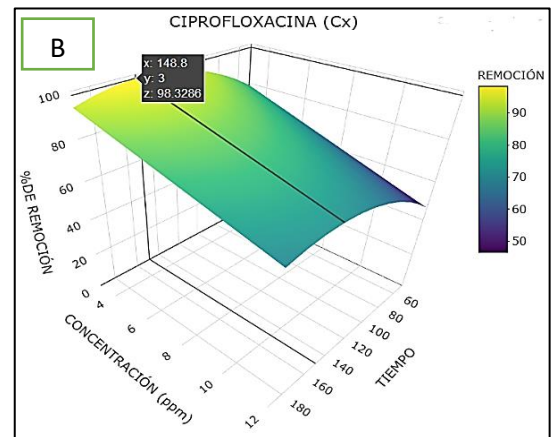 B
CIPROFLOXACINA (Cx)
x: 148.8
y: 3
z: 98.3286
REMOCIÓN
90
80
70
60
50
%DE REMOCIÓN
100
80
60
40
20
0
CONCENTRACIÓN (ppm)
4
6
8
10
12
TIEMPO
60
80
100
120
140
160
180